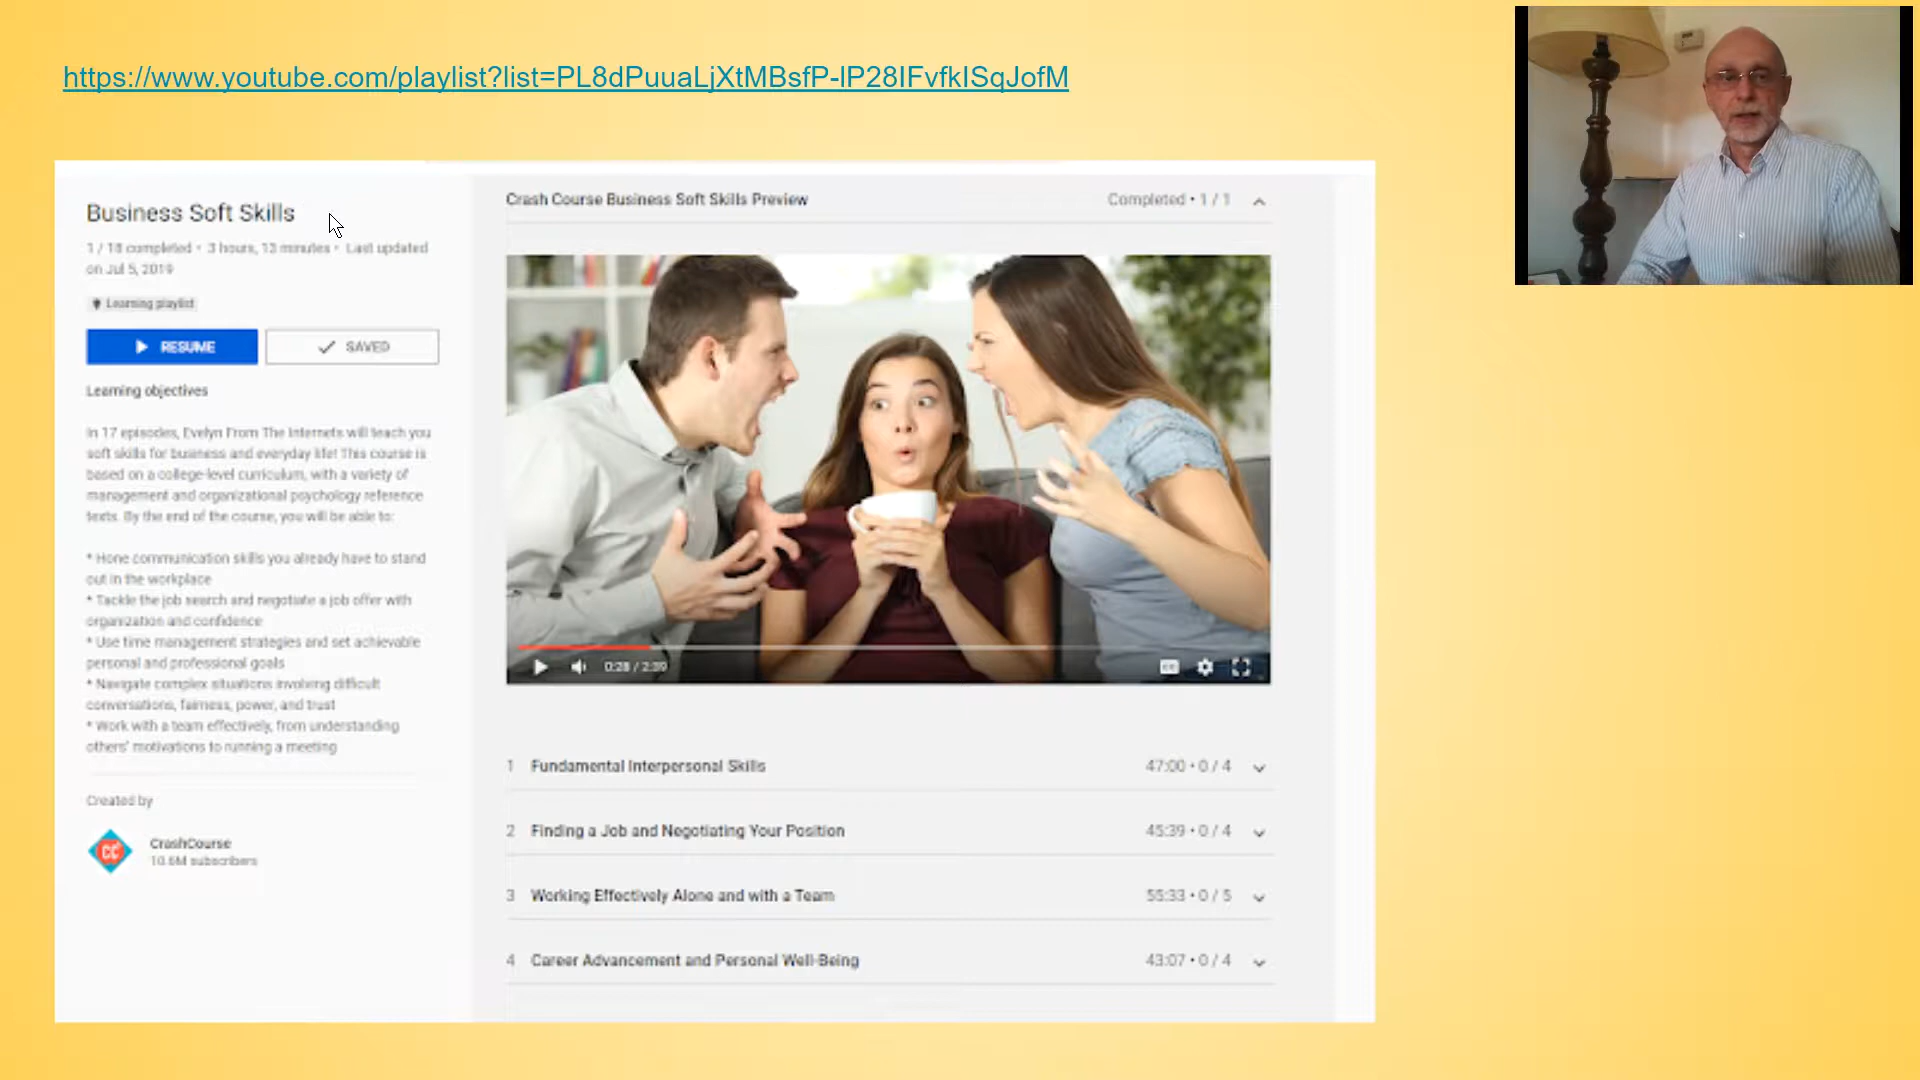 https://www.youtube.com/playlist?list=PL8dPuuaLjXtMBsfP-lP28IFvfkISqJofM
Business Soft Skills
1 / 18 completed • 3 hours, 13 minutes • Last updated
on Jul 5, 2019
Learning playlist
RESUME
SAVED
Learning objectives
In 17 episodes, Evelyn From The Internets will teach you
soft skills for business and everyday life! This course is
based on a college-level curriculum, with a variety of
management and organizational psychology reference
texts. By the end of the course, you will be able to:
* Hone communication skills you already have to stand
out in the workplace
* Tackle the job search and negotiate a job offer with
organization and confidence
* Use time management strategies and set achievable
personal and professional goals
* Navigate complex situations involving difficult
conversations, fairness, power, and trust
* Work with a team effectively, from understanding
others' motivations to running a meeting
Created by
CC
CrashCourse
10.6M subscribers
Crash Course Business Soft Skills Preview
Completed • 1 / 1
0:28 / 2:39
1 Fundamental Interpersonal Skills 47:00 • 0 / 4
2 Finding a Job and Negotiating Your Position 45:39 • 0 / 4
3 Working Effectively Alone and with a Team 55:33 • 0 / 5
4 Career Advancement and Personal Well-Being 43:07 • 0 / 4